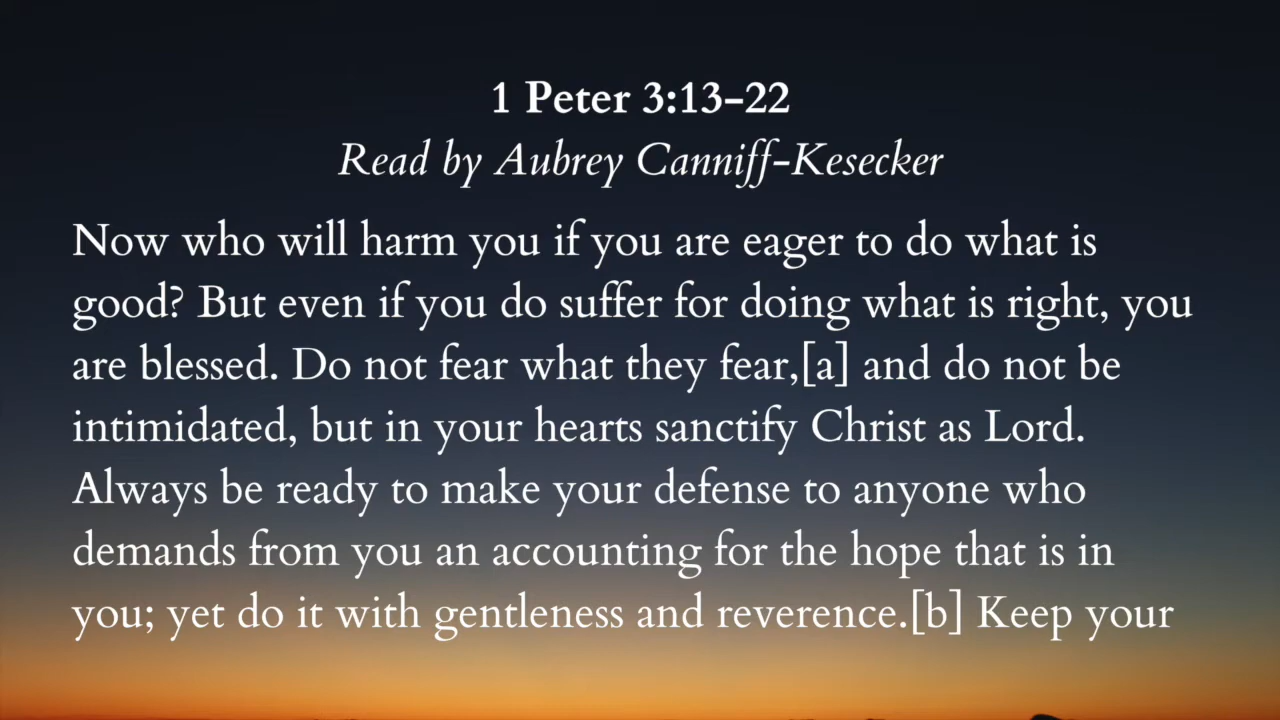 1 Peter 3:13–22
Read by Aubrey Canniff-Kesecker
Now who will harm you if you are eager to do what is
good? But even if you do suffer for doing what is right, you
are blessed. Do not fear what they fear,[a] and do not be
intimidated, but in your hearts sanctify Christ as Lord.
Always be ready to make your defense to anyone who
demands from you an accounting for the hope that is in
you; yet do it with gentleness and reverence.[b] Keep your